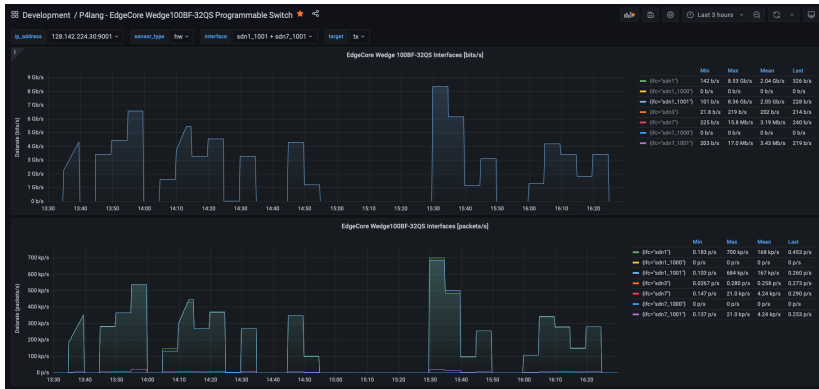 Development / P4lang - EdgeCore Wedge100BF-32QS Programmable Switch
Last 3 hours
ip_address 128.142.224.30:9001 sensor_type hw interface sdn1_1001 + sdn7_1001 target tx
EdgeCore Wedge 100BF-32QS Interfaces [bits/s]
Datarate (bits/s)
9 Gb/s
8 Gb/s
7 Gb/s
6 Gb/s
5 Gb/s
4 Gb/s
3 Gb/s
2 Gb/s
1 Gb/s
0 b/s
13:30 13:40 13:50 14:00 14:10 14:20 14:30 14:40 14:50 15:00 15:10 15:20 15:30 15:40 15:50 16:00 16:10 16:20
Min Max Mean Last
{ifc="sdn1"} 142 b/s 8.53 Gb/s 2.04 Gb/s 326 b/s
{ifc="sdn1_1000"} 0 b/s 0 b/s 0 b/s 0 b/s
{ifc="sdn1_1001"} 101 b/s 8.36 Gb/s 2.05 Gb/s 228 b/s
{ifc="sdn3"} 21.8 b/s 219 b/s 202 b/s 214 b/s
{ifc="sdn7"} 225 b/s 15.8 Mb/s 3.19 Mb/s 240 b/s
{ifc="sdn7_1000"} 0 b/s 0 b/s 0 b/s 0 b/s
{ifc="sdn7_1001"} 203 b/s 17.0 Mb/s 3.43 Mb/s 219 b/s
EdgeCore Wedge100BF-32QS Interfaces [packets/s]
Datarate (packets/s)
700 kp/s
600 kp/s
500 kp/s
400 kp/s
300 kp/s
200 kp/s
100 kp/s
0 p/s
13:30 13:40 13:50 14:00 14:10 14:20 14:30 14:40 14:50 15:00 15:10 15:20 15:30 15:40 15:50 16:00 16:10 16:20
Min Max Mean Last
{ifc="sdn1"} 0.183 p/s 700 kp/s 168 kp/s 0.453 p/s
{ifc="sdn1_1000"} 0 p/s 0 p/s 0 p/s 0 p/s
{ifc="sdn1_1001"} 0.103 p/s 684 kp/s 167 kp/s 0.260 p/s
{ifc="sdn3"} 0.0267 p/s 0.280 p/s 0.258 p/s 0.273 p/s
{ifc="sdn7"} 0.147 p/s 21.0 kp/s 4.24 kp/s 0.290 p/s
{ifc="sdn7_1000"} 0 p/s 0 p/s 0 p/s 0 p/s
{ifc="sdn7_1001"} 0.137 p/s 21.0 kp/s 4.24 kp/s 0.253 p/s